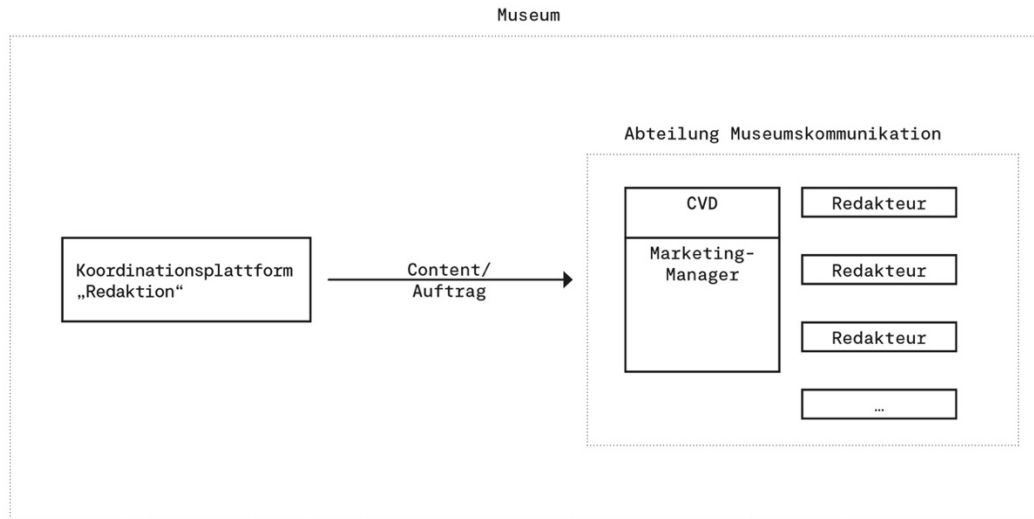 Museum
Abteilung Museumskommunikation
Koordinationsplattform
„Redaktion“
Content/
Auftrag
CVD
Marketing-
Manager
Redakteur
Redakteur
Redakteur
…